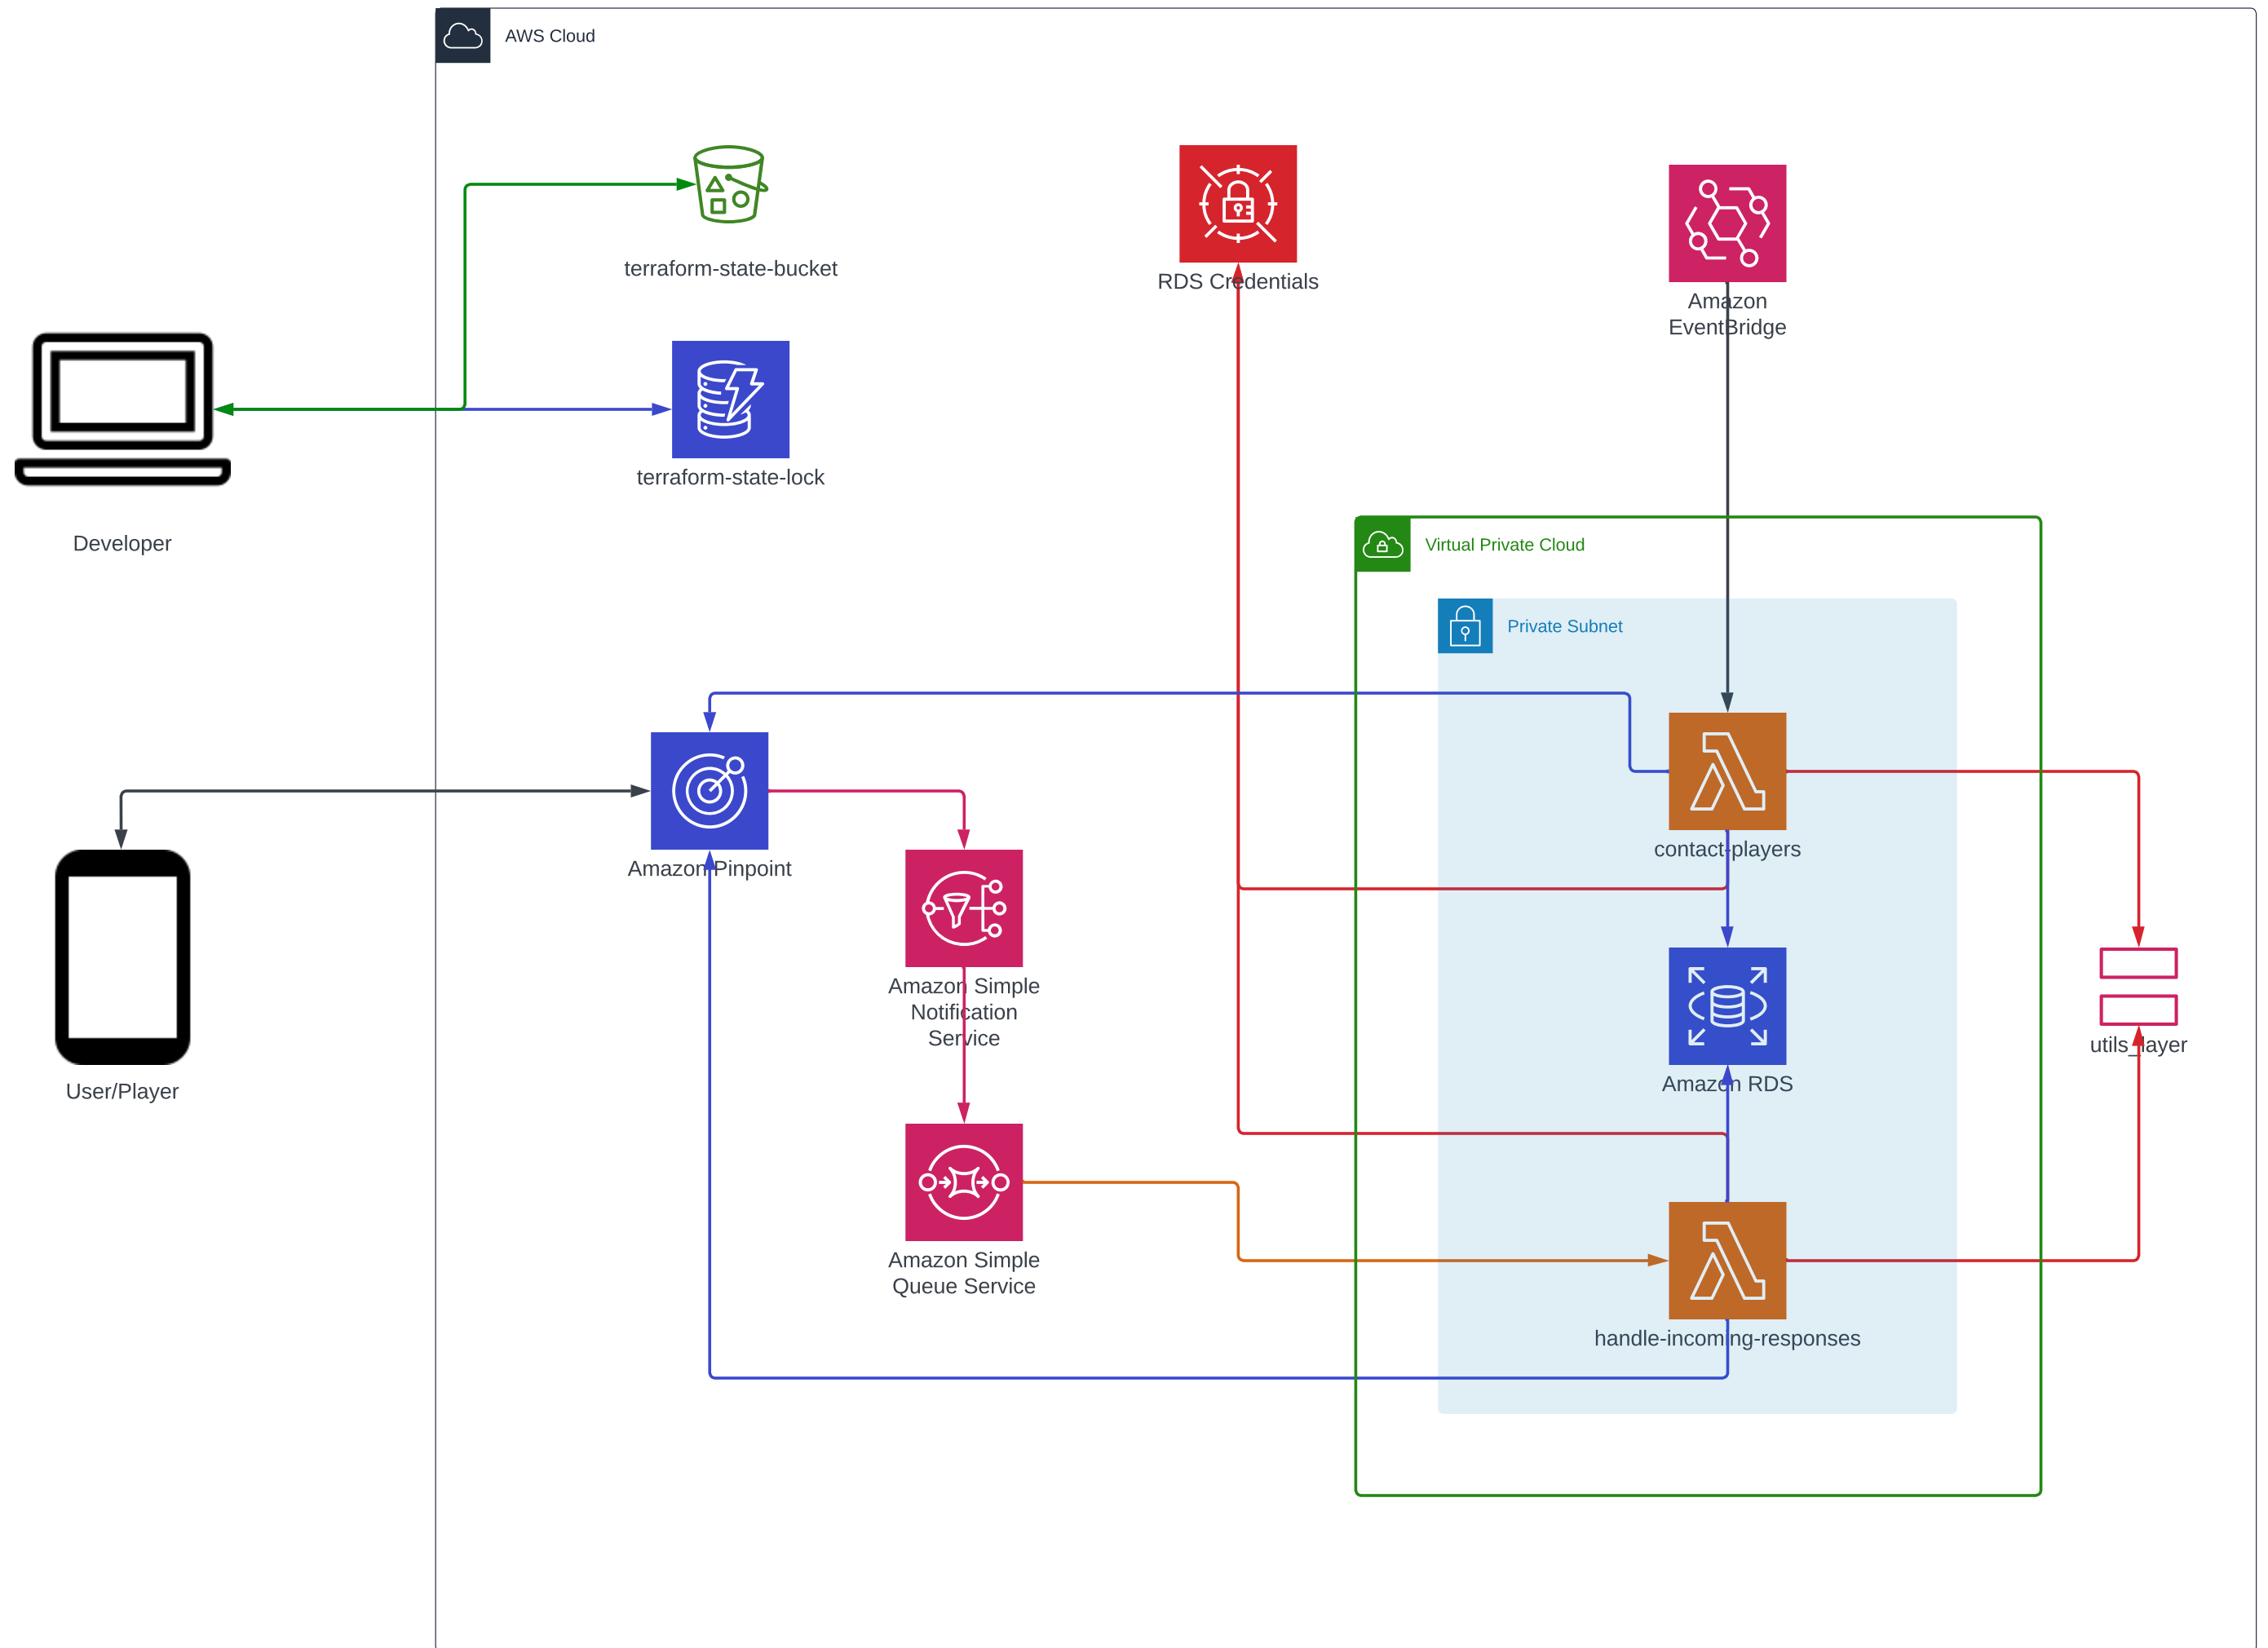 AWS Cloud
terraform-state-bucket
RDS Credentials
Amazon
EventBridge
terraform-state-lock
Developer
Virtual Private Cloud
Private Subnet
contact-players
Amazon Pinpoint
Amazon Simple
Notification
Service
utils_layer
Amazon RDS
User/Player
Amazon Simple
Queue Service
handle-incoming-responses